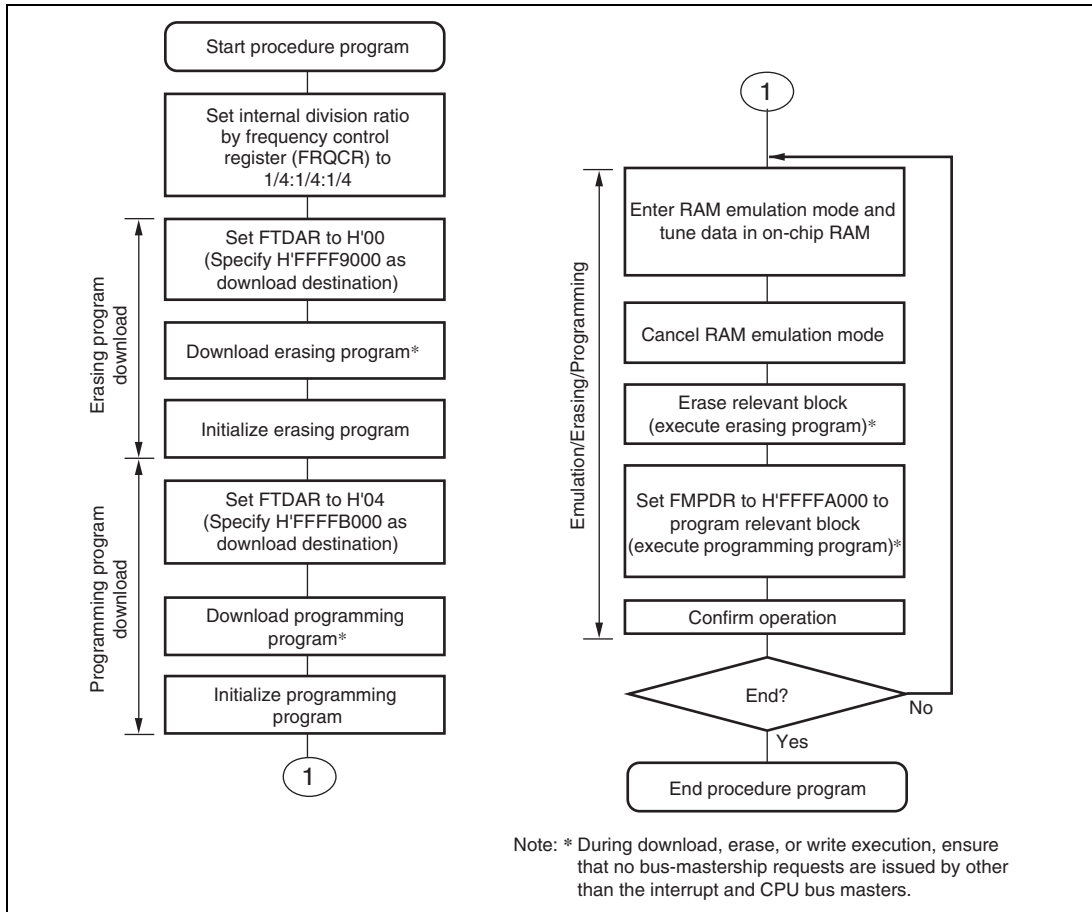 Start procedure program
Set internal division ratio
by frequency control
register (FRQCR) to
1/4:1/4:1/4
Erasing program
download
Set FTDAR to H'00
(Specify H'FFFF9000 as
download destination)
Download erasing program*
Initialize erasing program
Programming program
download
Set FTDAR to H'04
(Specify H'FFFFB000 as
download destination)
Download programming
program*
Initialize programming
program
1
1
Emulation/Erasing/Programming
Enter RAM emulation mode and
tune data in on-chip RAM
Cancel RAM emulation mode
Erase relevant block
(execute erasing program)*
Set FMPDR to H'FFFFA000 to
program relevant block
(execute programming program)*
Confirm operation
End?
No
Yes
End procedure program
Note: * During download, erase, or write execution, ensure
that no bus-mastership requests are issued by other
than the interrupt and CPU bus masters.